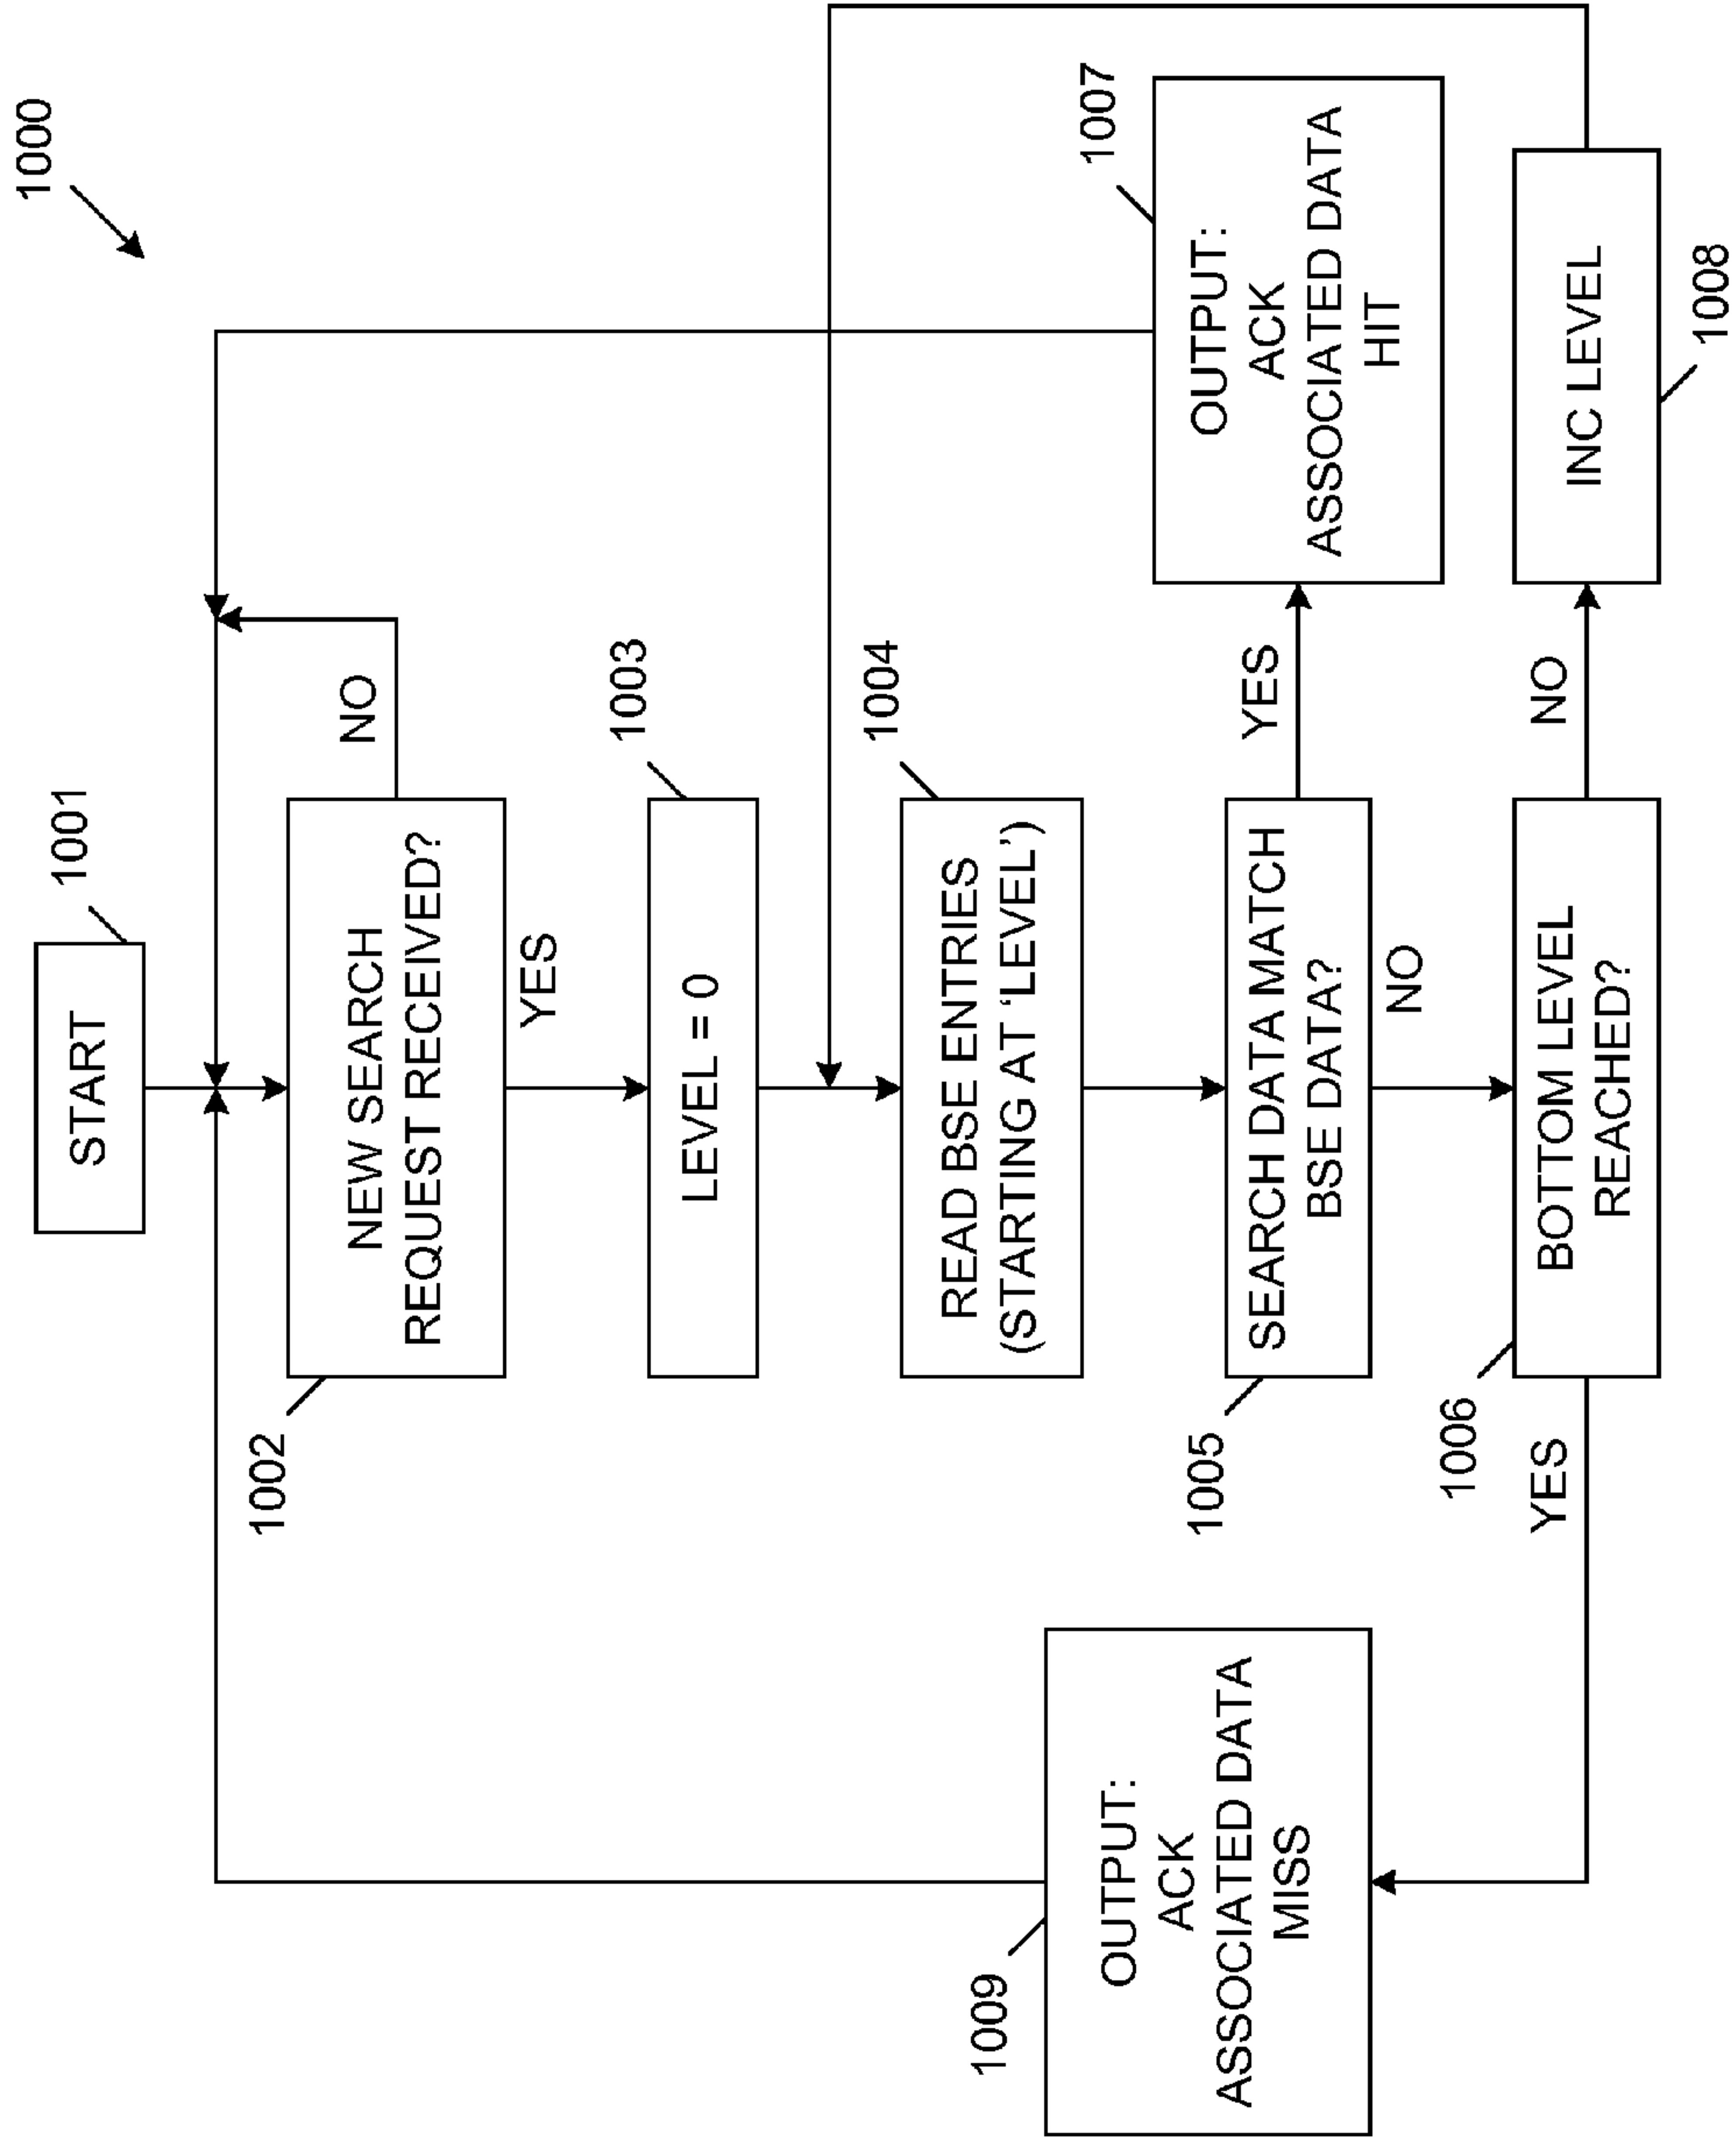 1000
START
1001
NEW SEARCH
REQUEST RECEIVED?
1002
NO
YES
LEVEL = 0
1003
READ BSE ENTRIES
(STARTING AT ‘LEVEL’)
1004
SEARCH DATA MATCH
BSE DATA?
1005
YES
NO
OUTPUT:
ACK
ASSOCIATED DATA
HIT
1007
BOTTOM LEVEL
REACHED?
1006
YES
NO
INC LEVEL
1008
OUTPUT:
ACK
ASSOCIATED DATA
MISS
1009